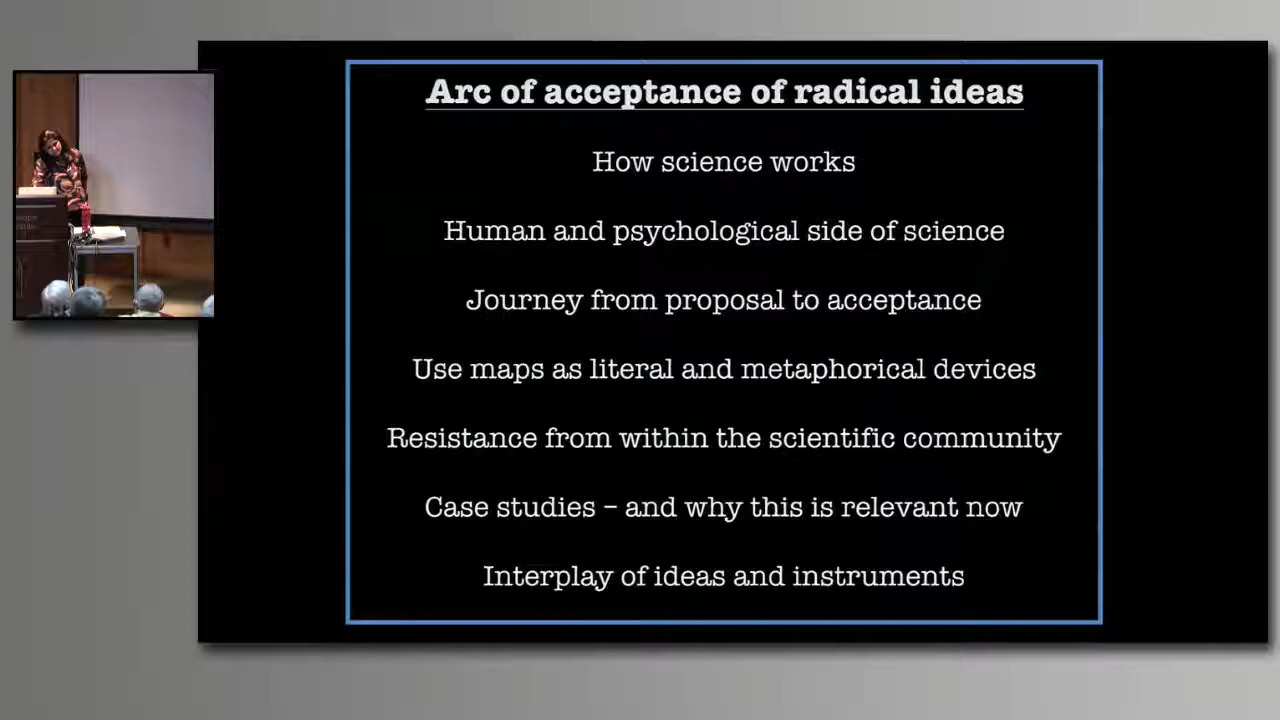 Arc of acceptance of radical ideas
How science works
Human and psychological side of science
Journey from proposal to acceptance
Use maps as literal and metaphorical devices
Resistance from within the scientific community
Case studies – and why this is relevant now
Interplay of ideas and instruments